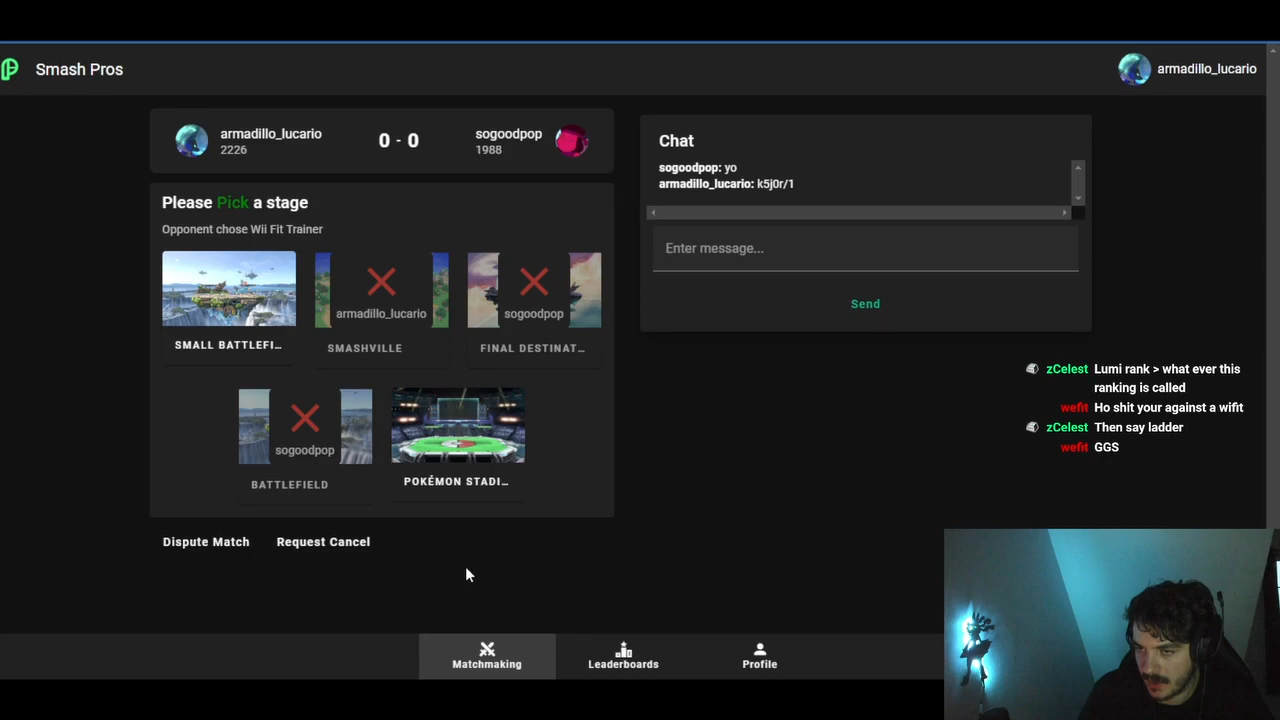 Smash Pros
armadillo_lucario
armadillo_lucario
2226
0 - 0
sogoodpop
1988
Please Pick a stage
Opponent chose Wii Fit Trainer
armadillo_lucario
sogoodpop
SMALL BATTLEFI...
SMASHVILLE
FINAL DESTINAT...
sogoodpop
BATTLEFIELD
POKÉMON STADI...
Dispute Match
Request Cancel
Chat
sogoodpop: yo
armadillo_lucario: k5j0r/1
Enter message...
Send
zCelest Lumi rank > what ever this
ranking is called
wefit Ho shit your against a wifit
zCelest Then say ladder
wefit GGS
Matchmaking
Leaderboards
Profile